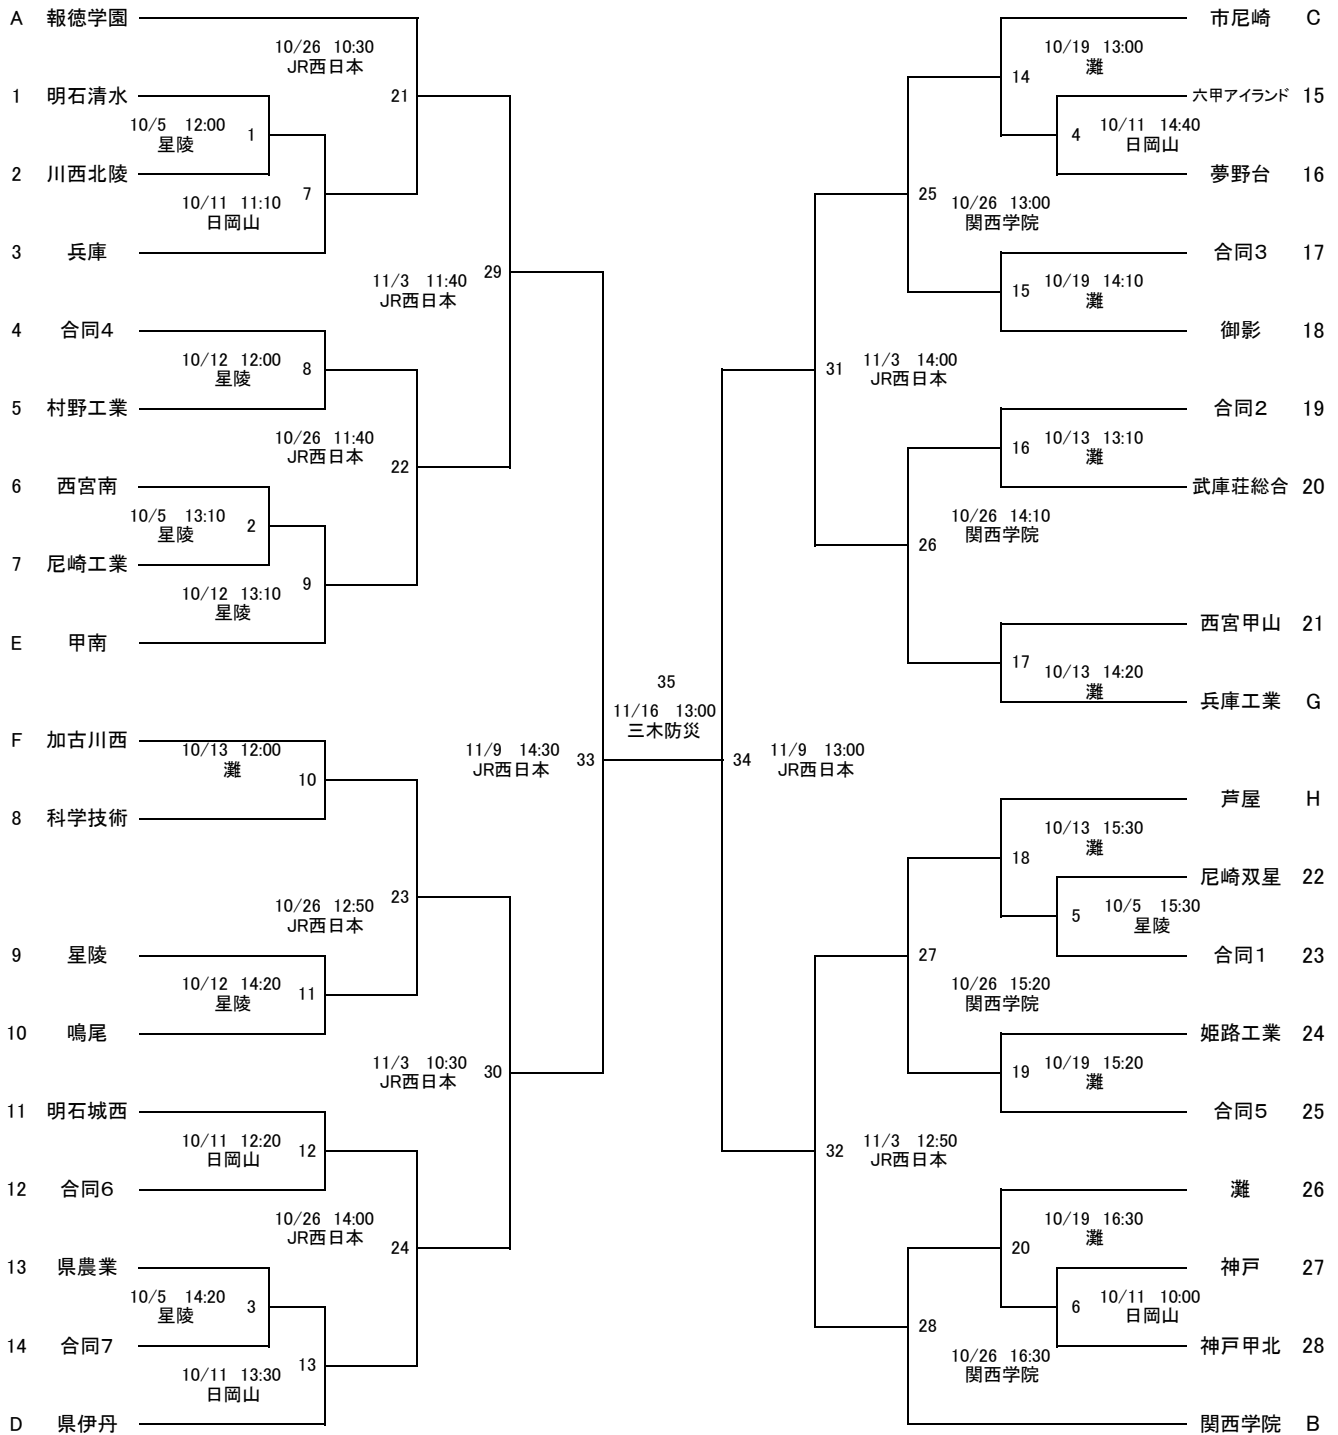 A 報徳学園
10/26 10:30
JR西日本
21
1 明石清水
10/5 12:00
星陵
1
2 川西北陵
10/11 11:10
日岡山
7
3 兵庫
11/3 11:40
JR西日本
29
4 合同4
10/12 12:00
星陵
8
5 村野工業
10/26 11:40
JR西日本
22
6 西宮南
10/5 13:10
星陵
2
7 尼崎工業
10/12 13:10
星陵
9
E 甲南
F 加古川西
10/13 12:00
灘
10
8 科学技術
11/9 14:30
JR西日本
33
10/26 12:50
JR西日本
23
9 星陵
10/12 14:20
星陵
11
10 鳴尾
11/3 10:30
JR西日本
30
11 明石城西
10/11 12:20
日岡山
12
12 合同6
10/26 14:00
JR西日本
24
13 県農業
10/5 14:20
星陵
3
14 合同7
10/11 13:30
日岡山
13
D 県伊丹
35
11/16 13:00
三木防災
市尼崎 C
10/19 13:00
灘
14
六甲アイランド 15
4
10/11 14:40
日岡山
夢野台 16
25
10/26 13:00
関西学院
合同3 17
15
10/19 14:10
灘
御影 18
31
11/3 14:00
JR西日本
合同2 19
16
10/13 13:10
灘
武庫荘総合 20
10/26 14:10
関西学院
26
西宮甲山 21
17
10/13 14:20
灘
兵庫工業 G
34
11/9 13:00
JR西日本
芦屋 H
10/13 15:30
灘
18
尼崎双星 22
5
10/5 15:30
星陵
合同1 23
27
10/26 15:20
関西学院
姫路工業 24
19
10/19 15:20
灘
合同5 25
32
11/3 12:50
JR西日本
灘 26
10/19 16:30
灘
20
神戸 27
6
10/11 10:00
日岡山
28
神戸甲北 28
10/26 16:30
関西学院
関西学院 B